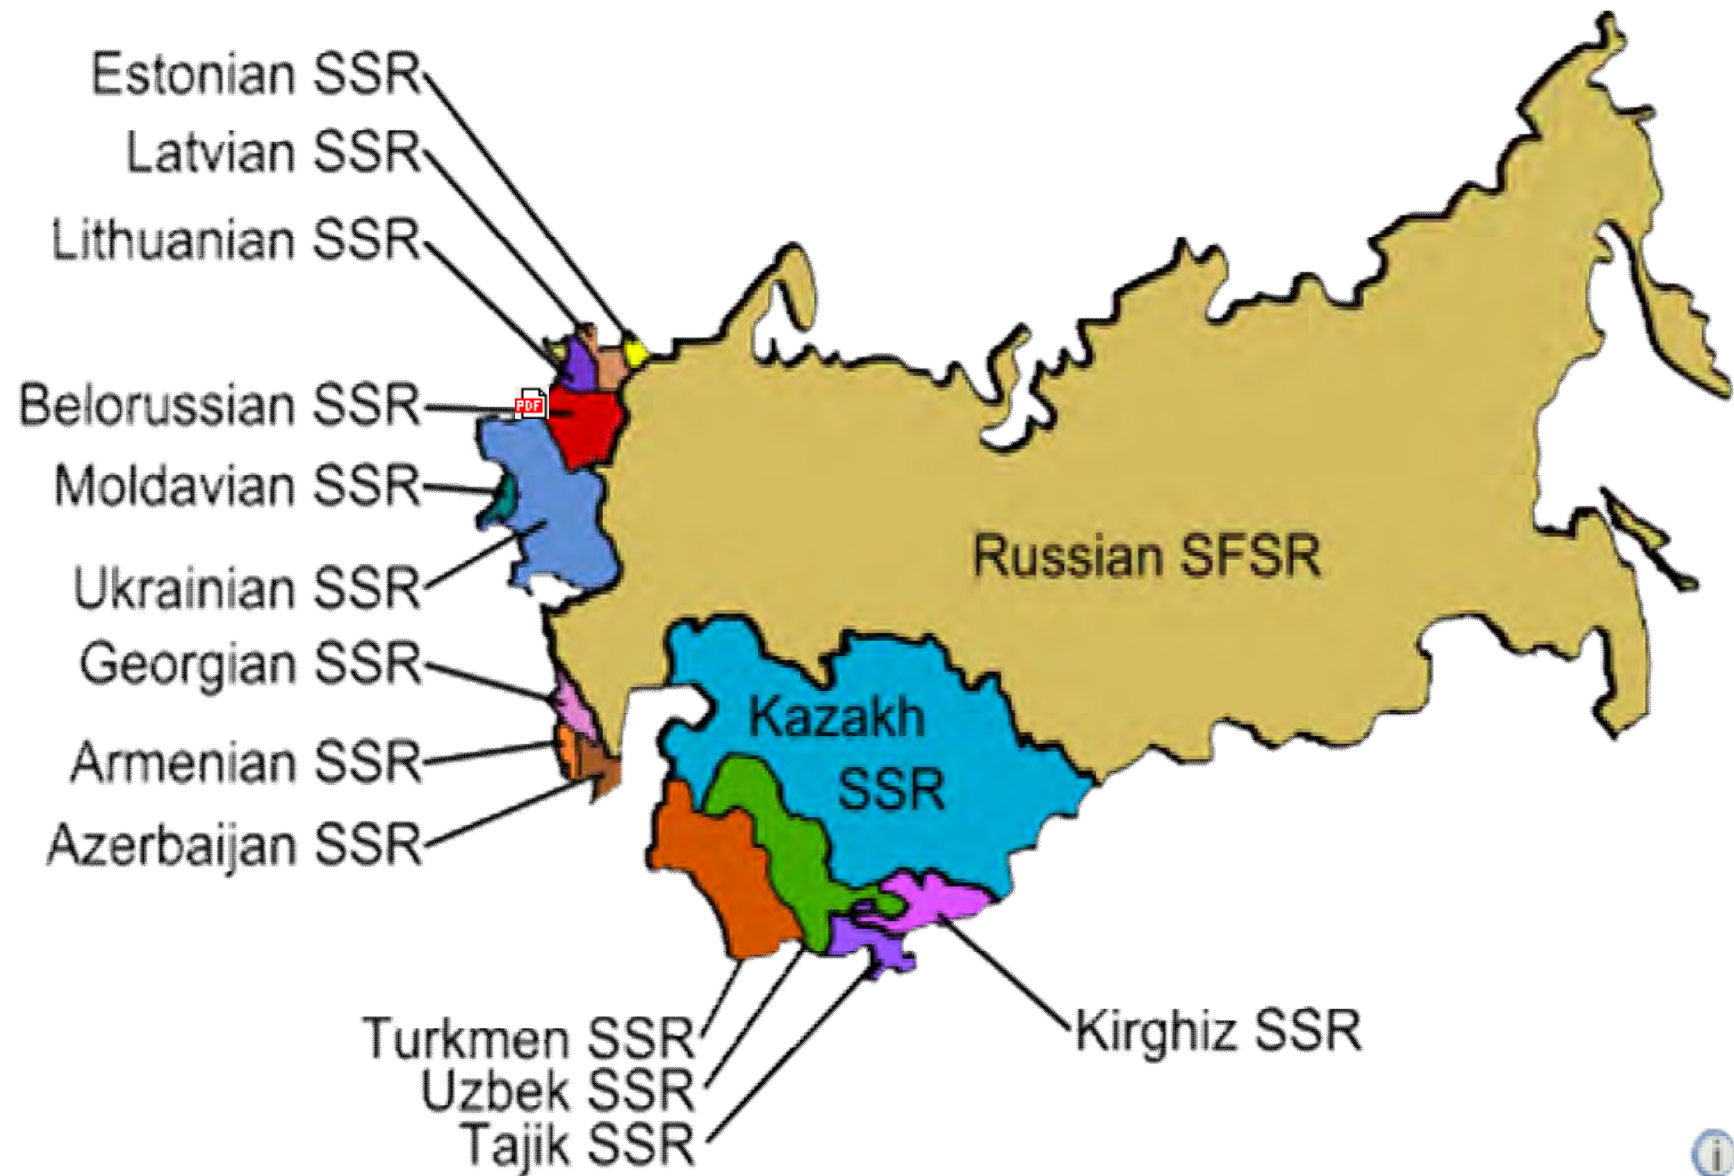 Estonian SSR
Latvian SSR
Lithuanian SSR
PDF
Belorussian SSR
Moldavian SSR
Ukrainian SSR
Russian SFSR
Georgian SSR
Kazakh
SSR
Armenian SSR
Azerbaijan SSR
Turkmen SSR
Kirghiz SSR
Uzbek SSR
Tajik SSR
i